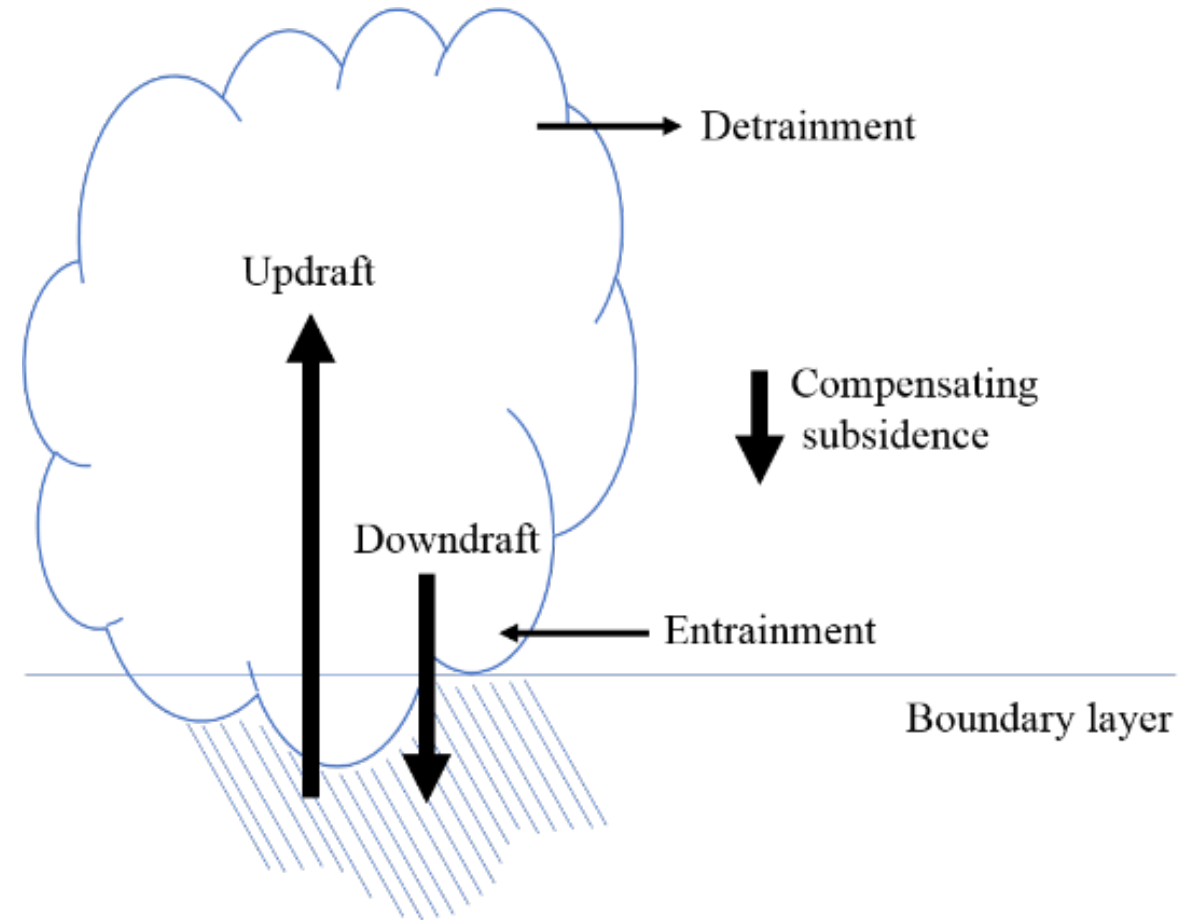 Detrainment
Updraft
Compensating
subsidence
Downdraft
Entrainment
Boundary layer